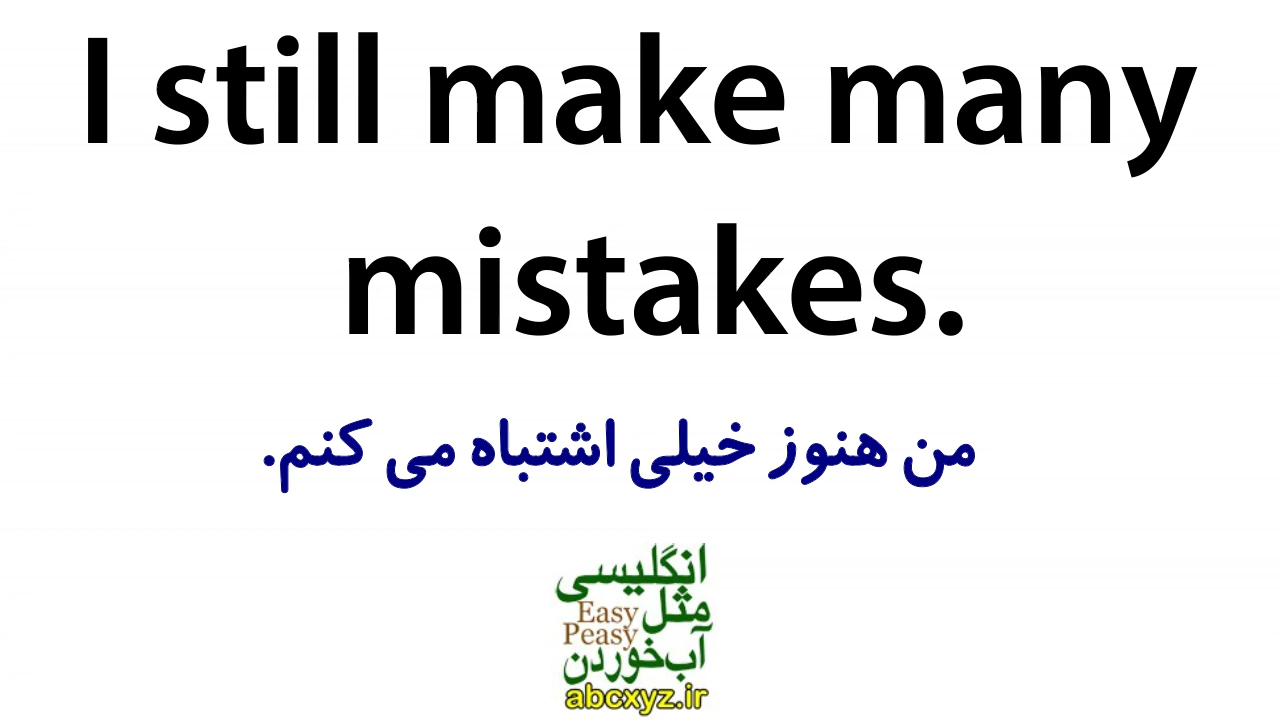 I still make many
mistakes.
من هنوز خیلی اشتباه می کنم.
انگلیسی
مثل Easy
Peasy
آب‌خوردن
abcxyz.ir